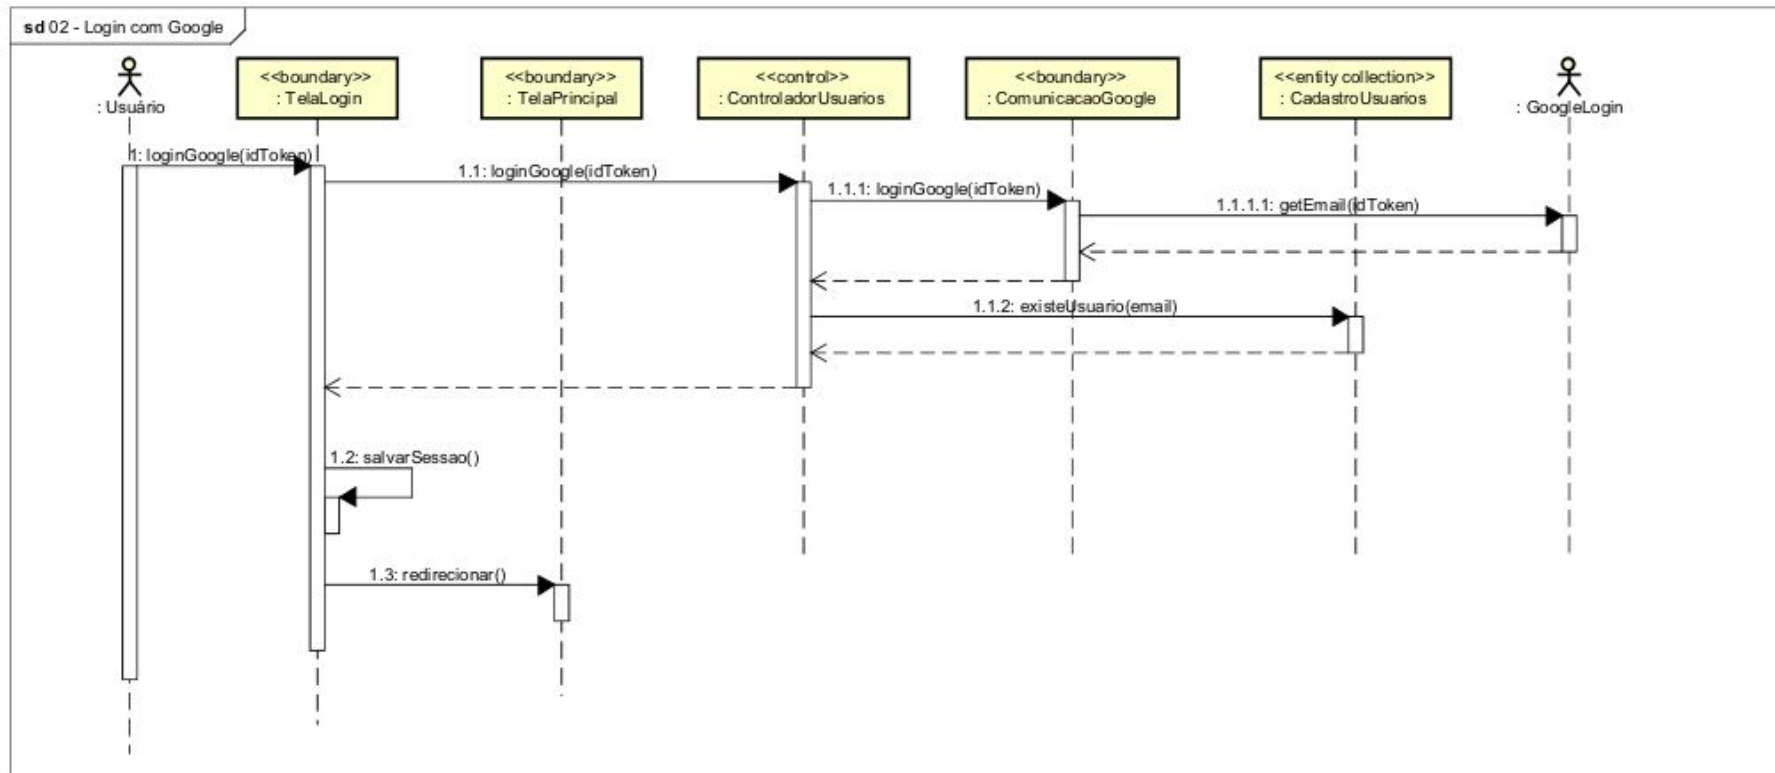 sd 02 - Login com Google
: Usuário
<<boundary>>
: TelaLogin
<<boundary>>
: TelaPrincipal
<<control>>
: ControladorUsuarios
<<boundary>>
: ComunicacaoGoogle
<<entity collection>>
: CadastroUsuarios
: GoogleLogin
1: loginGoogle(idToken)
1.1: loginGoogle(idToken)
1.1.1: loginGoogle(idToken)
1.1.1.1: getEmail(idToken)
1.1.2: existeUsuario(email)
1.2: salvarSessao()
1.3: redirecionar()